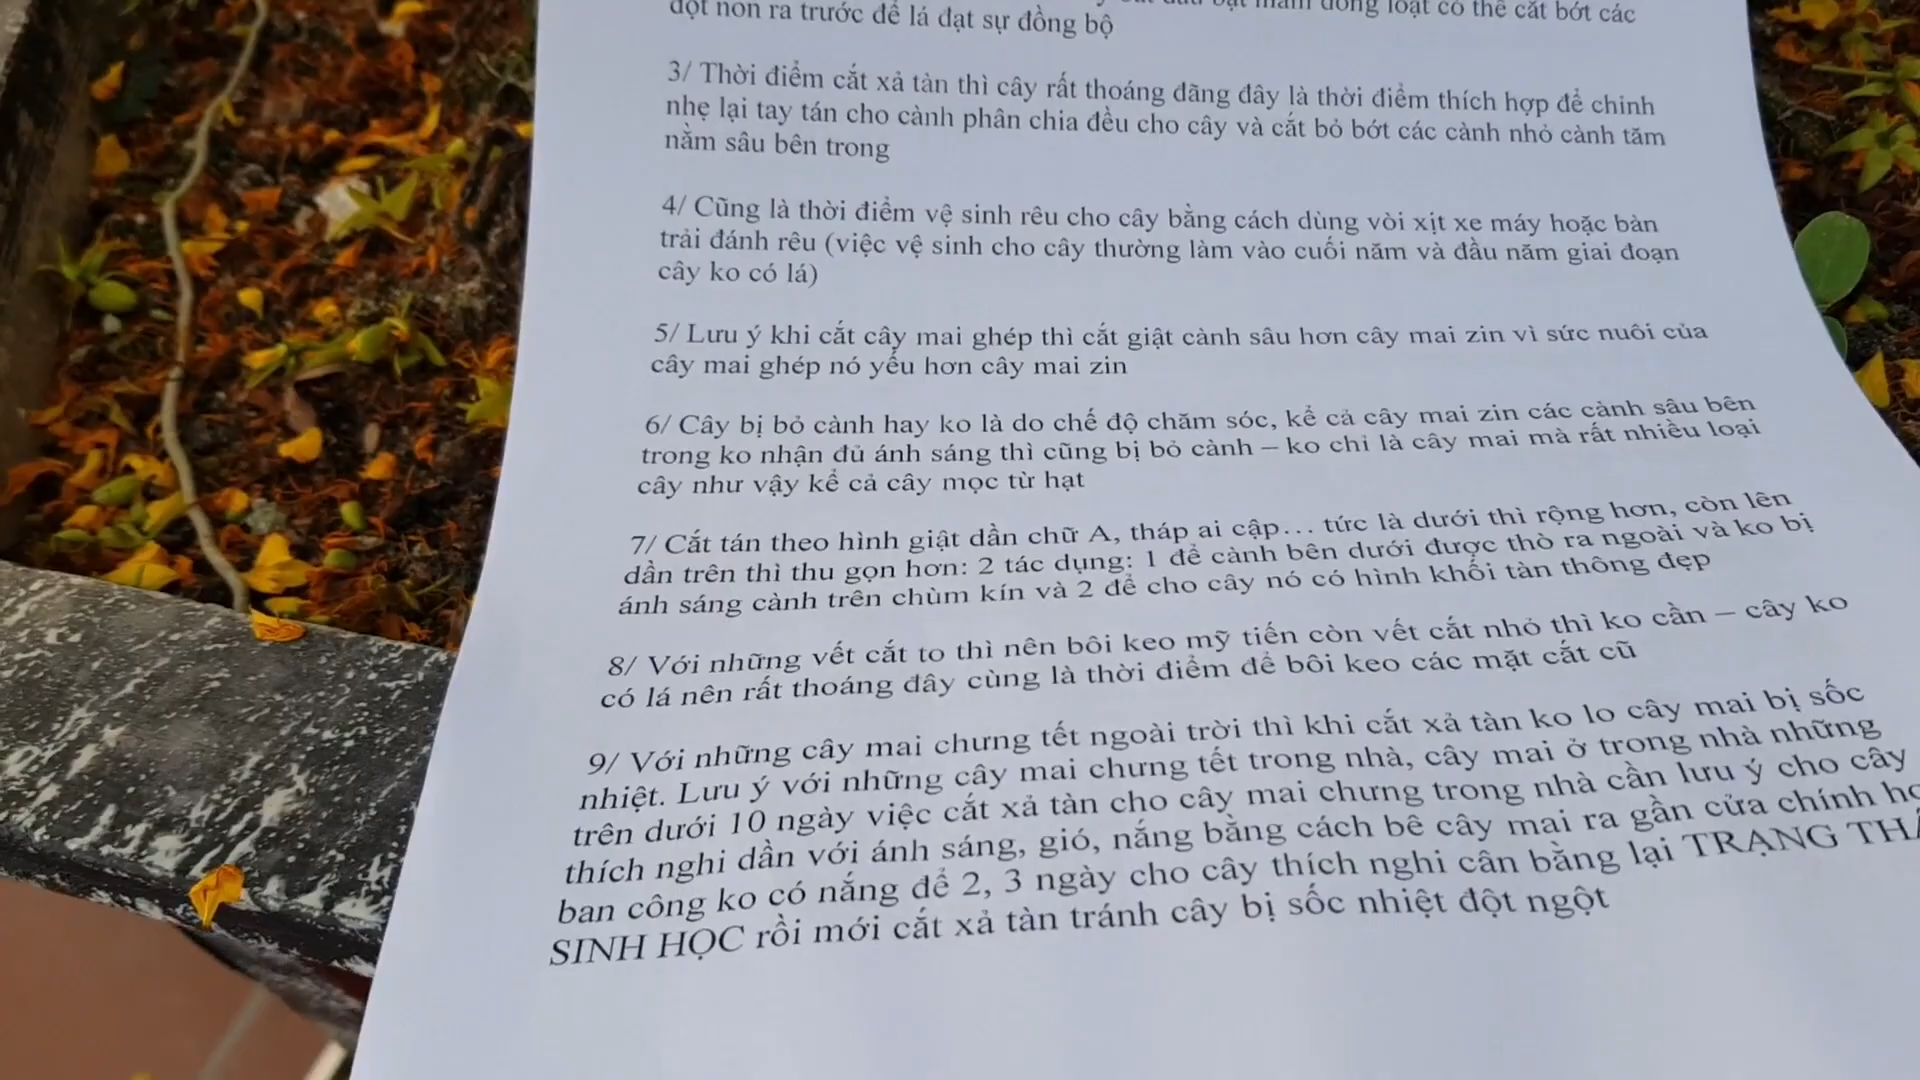 đọt non ra trước để lá đạt sự đồng bộ đồng loạt có thể cắt bớt các
3/ Thời điểm cắt xả tàn thì cây rất thoáng đãng đây là thời điểm thích hợp để chỉnh
nhẹ lại tay tán cho cành phân chia đều cho cây và cắt bỏ bớt các cành nhỏ cành tăm
nằm sâu bên trong
4/ Cũng là thời điểm vệ sinh rêu cho cây bằng cách dùng vòi xịt xe máy hoặc bàn
trải đánh rêu (việc vệ sinh cho cây thường làm vào cuối năm và đầu năm giai đoạn
cây ko có lá)
5/ Lưu ý khi cắt cây mai ghép thì cắt giật cành sâu hơn cây mai zin vì sức nuôi của
cây mai ghép nó yếu hơn cây mai zin
6/ Cây bị bỏ cành hay ko là do chế độ chăm sóc, kể cả cây mai zin các cành sâu bên
trong ko nhận đủ ánh sáng thì cũng bị bỏ cành – ko chỉ là cây mai mà rất nhiều loại
cây như vậy kể cả cây mọc từ hạt
7/ Cắt tán theo hình giật dần chữ A, tháp ai cập… tức là dưới thì rộng hơn, còn lên
dần trên thì thu gọn hơn: 2 tác dụng: 1 để cành bên dưới được thò ra ngoài và ko bị
ánh sáng cành trên chùm kín và 2 để cho cây nó có hình khối tàn thông đẹp
8/ Với những vết cắt to thì nên bôi keo mỹ tiến còn vết cắt nhỏ thì ko cần – cây ko
có lá nên rất thoáng đây cùng là thời điểm để bôi keo các mặt cắt cũ
9/ Với những cây mai chưng tết ngoài trời thì khi cắt xả tàn ko lo cây mai bị sốc
nhiệt. Lưu ý với những cây mai chưng tết trong nhà, cây mai ở trong nhà những
trên dưới 10 ngày việc cắt xả tàn cho cây mai chưng trong nhà cần lưu ý cho cây
thích nghi dần với ánh sáng, gió, nắng bằng cách bê cây mai ra gần cửa chính
ban công ko có nắng để 2, 3 ngày cho cây thích nghi cân bằng lại TRẠNG
SINH HỌC rồi mới cắt xả tàn tránh cây bị sốc nhiệt đột ngột